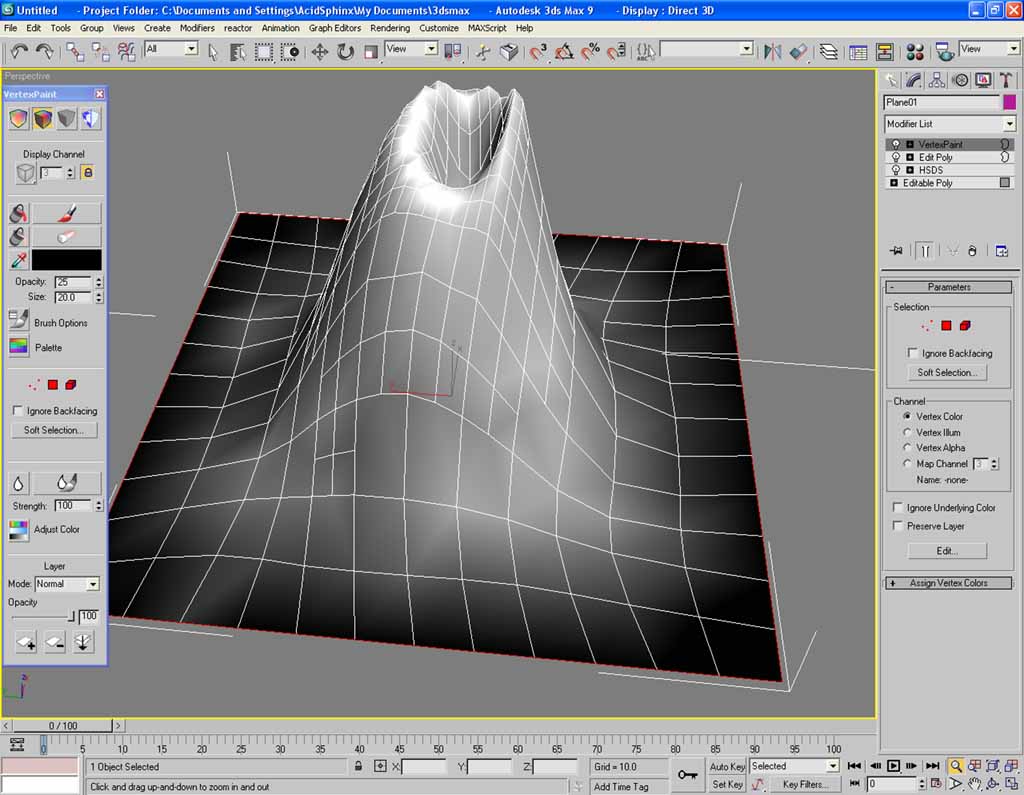 Untitled - Project Folder: C:\Documents and Settings\AcidSphinx\My Documents\3dsmax - Autodesk 3ds Max 9 - Display : Direct 3D
File Edit Tools Group Views Create Modifiers reactor Animation Graph Editors Rendering Customize MAXScript Help
All View View
Perspective
VertexPaint
Display Channel
3
Opacity: 25
Size: 20.0
Brush Options
Palette
Ignore Backfacing
Soft Selection...
Strength: 100
Adjust Color
Layer
Mode: Normal
Opacity
100
Plane01
Modifier List
VertexPaint
Edit Poly
HSDS
Editable Poly
- Parameters
Selection
Ignore Backfacing
Soft Selection...
Channel
Vertex Color
Vertex Illum
Vertex Alpha
Map Channel 3
Name: -none-
Ignore Underlying Color
Preserve Layer
Edit...
+ Assign Vertex Colors
< 0 / 100 >
0 5 10 15 20 25 30 35 40 45 50 55 60 65 70 75 80 85 90 95 100
1 Object Selected X: Y: Z: Grid = 10.0 Auto Key Selected
Click and drag up-and-down to zoom in and out Add Time Tag Set Key Key Filters... 0